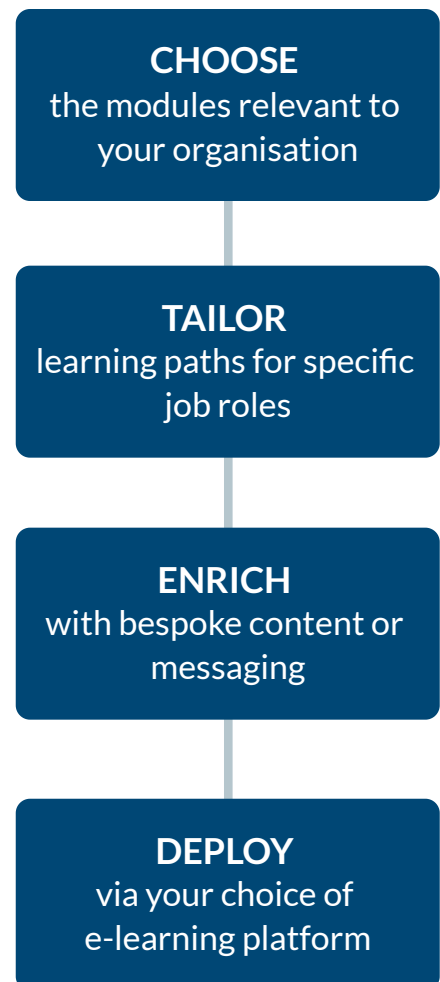 CHOOSE
the modules relevant to
your organisation
TAILOR
learning paths for specific
job roles
ENRICH
with bespoke content or
messaging
DEPLOY
via your choice of
e-learning platform